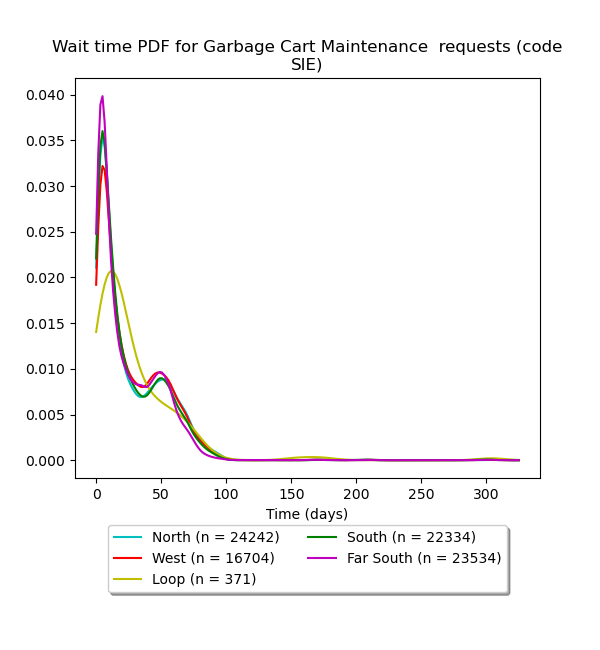 Wait time PDF for Garbage Cart Maintenance  requests (code
SIE)
0.040
0.035
0.030
0.025
0.020
0.015
0.010
0.005
0.000
0 50 100 150 200 250 300
Time (days)
North (n = 24242) South (n = 22334)
West (n = 16704) Far South (n = 23534)
Loop (n = 371)